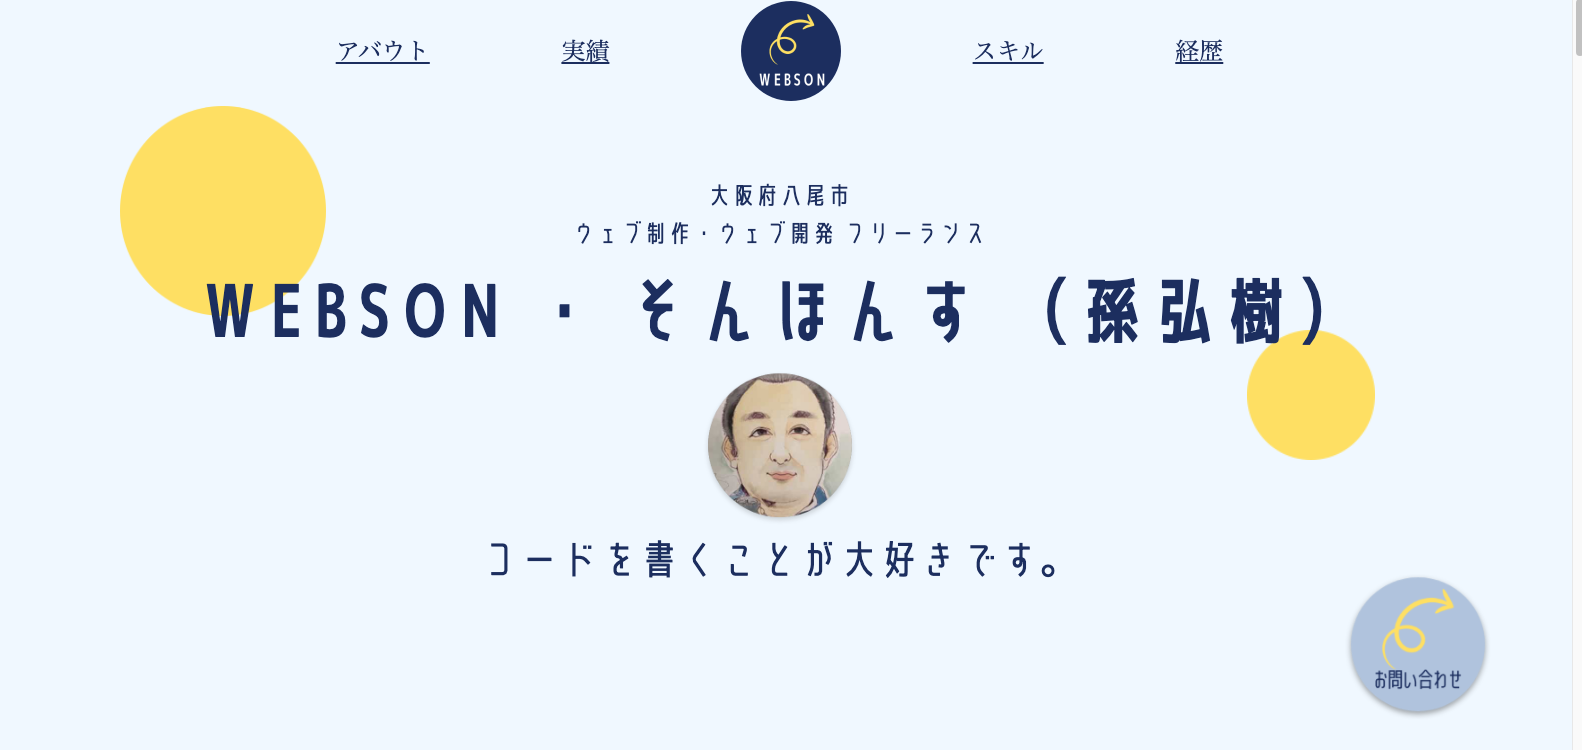 アバウト
実績
WEBSON
スキル
経歴
大阪府八尾市
ウェブ制作・ウェブ開発 フリーランス
WEBSON ・ そんほんす （孫弘樹）
コードを書くことが大好きです。
お問い合わせ